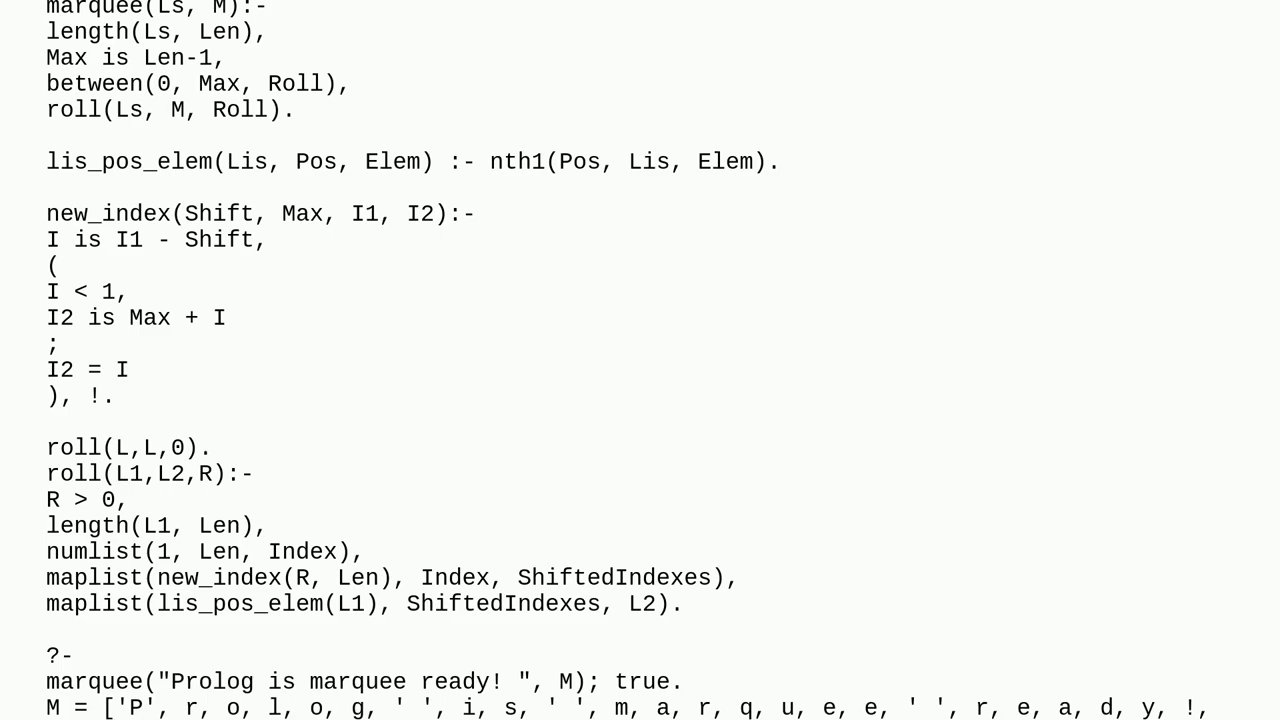 marquee(Ls, M):-
length(Ls, Len),
Max is Len-1,
between(0, Max, Roll),
roll(Ls, M, Roll).
lis_pos_elem(Lis, Pos, Elem) :- nth1(Pos, Lis, Elem).
new_index(Shift, Max, I1, I2):-
I is I1 - Shift,
(
I < 1,
I2 is Max + I
;
I2 = I
), !.
roll(L,L,0).
roll(L1,L2,R):-
R > 0,
length(L1, Len),
numlist(1, Len, Index),
maplist(new_index(R, Len), Index, ShiftedIndexes),
maplist(lis_pos_elem(L1), ShiftedIndexes, L2).
?-
marquee("Prolog is marquee ready! ", M); true.
M = ['P', r, o, l, o, g, ' ', i, s, ' ', m, a, r, q, u, e, e, ' ', r, e, a, d, y, !,